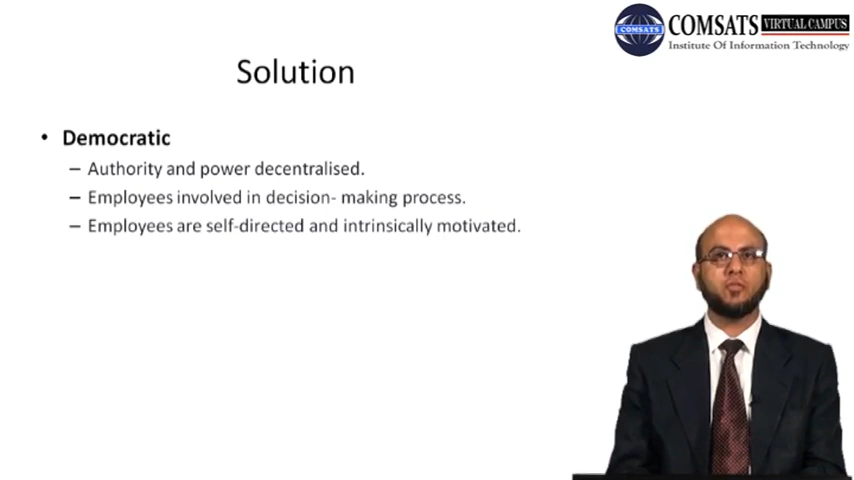 COMSATS VIRTUAL CAMPUS
COMSATS
Institute Of Information Technology
Solution
• Democratic
– Authority and power decentralised.
– Employees involved in decision- making process.
– Employees are self-directed and intrinsically motivated.